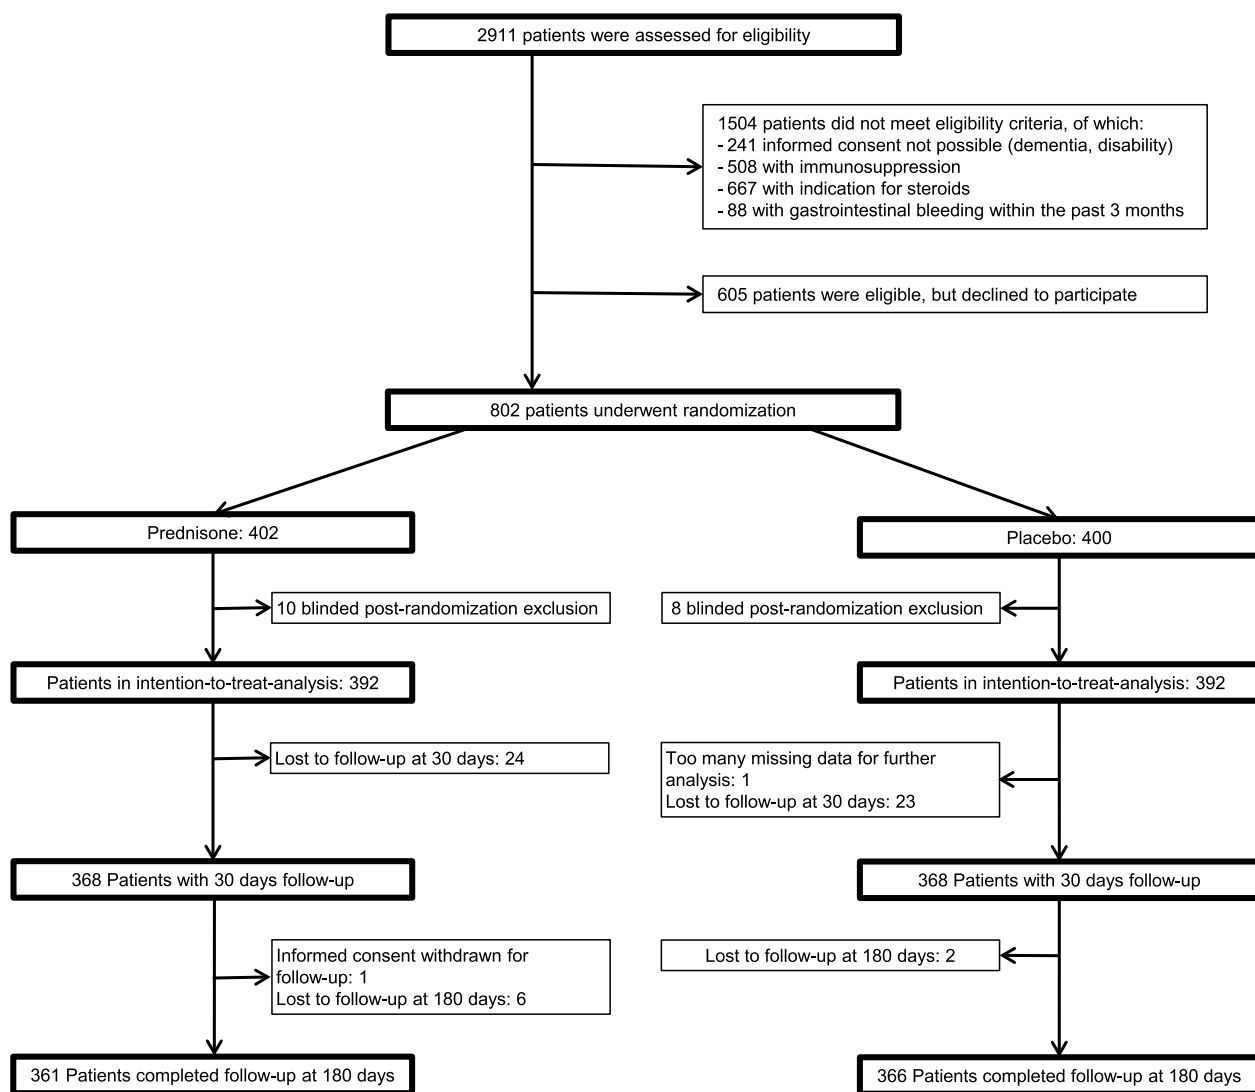 2911 patients were assessed for eligibility
1504 patients did not meet eligibility criteria, of which:
- 241 informed consent not possible (dementia, disability)
- 508 with immunosuppression
- 667 with indication for steroids
- 88 with gastrointestinal bleeding within the past 3 months
605 patients were eligible, but declined to participate
802 patients underwent randomization
Prednisone: 402
Placebo: 400
10 blinded post-randomization exclusion
8 blinded post-randomization exclusion
Patients in intention-to-treat-analysis: 392
Patients in intention-to-treat-analysis: 392
Lost to follow-up at 30 days: 24
Too many missing data for further
analysis: 1
Lost to follow-up at 30 days: 23
368 Patients with 30 days follow-up
368 Patients with 30 days follow-up
Informed consent withdrawn for
follow-up: 1
Lost to follow-up at 180 days: 6
Lost to follow-up at 180 days: 2
361 Patients completed follow-up at 180 days
366 Patients completed follow-up at 180 days